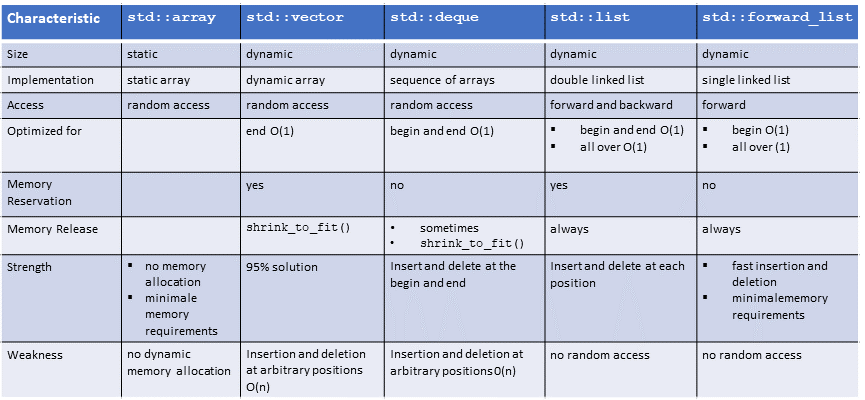 Characteristic std::array std::vector std::deque std::list std::forward_list
Size static dynamic dynamic dynamic dynamic
Implementation static array dynamic array sequence of arrays double linked list single linked list
Access random access random access random access forward and backward forward
Optimized for end O(1) begin and end O(1) ▪ begin and end O(1) ▪ begin O(1)
▪ all over O(1) ▪ all over (1)
Memory yes no yes no
Reservation
Memory Release shrink_to_fit() • sometimes always always
• shrink_to_fit()
Strength ▪ no memory 95% solution Insert and delete at the Insert and delete at each ▪ fast insertion and
allocation begin and end position deletion
▪ minimale ▪ minimalememory
memory requirements
requirements
Weakness no dynamic Insertion and deletion Insertion and deletion at no random access no random access
memory allocation at arbitrary positions arbitrary positions0(n)
O(n)